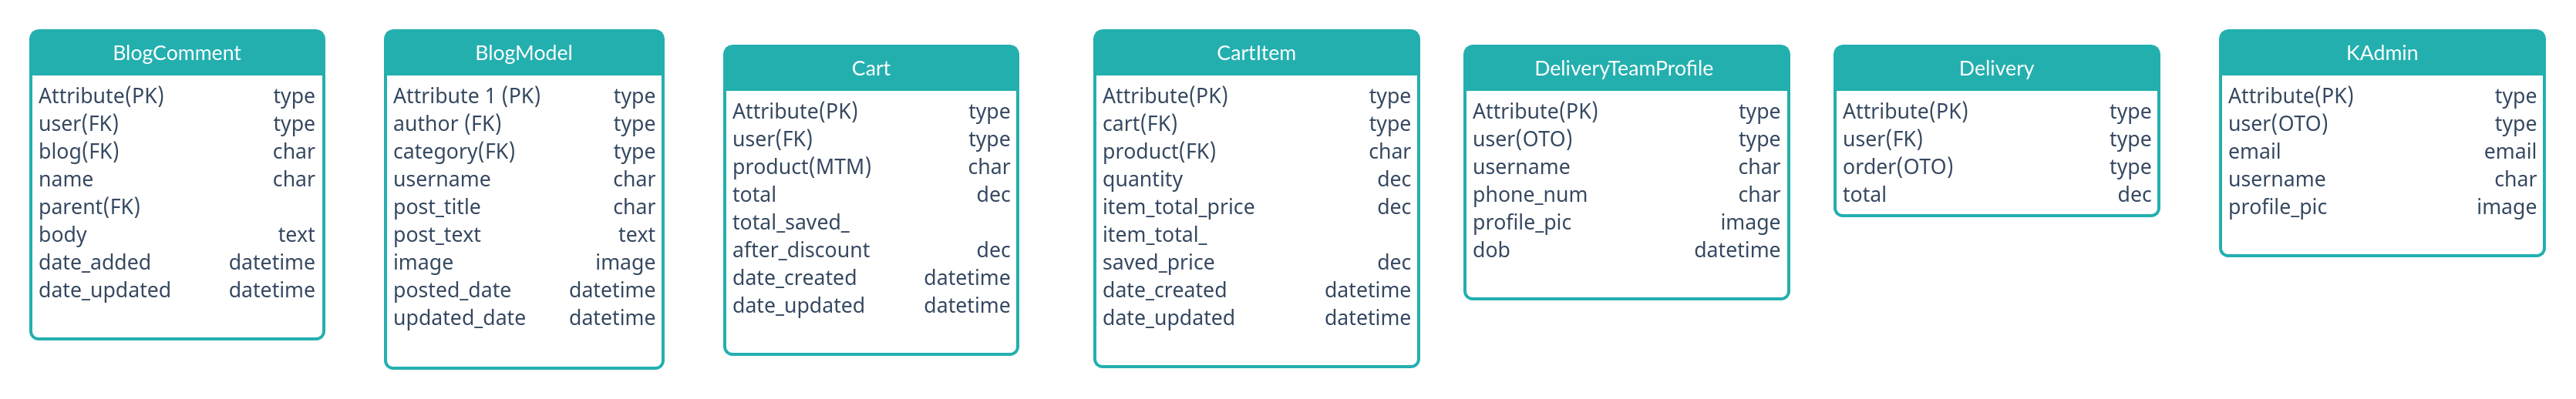 BlogComment
Attribute(PK) type
user(FK) type
blog(FK) char
name char
parent(FK)
body text
date_added datetime
date_updated datetime
BlogModel
Attribute 1 (PK) type
author (FK) type
category(FK) type
username char
post_title char
post_text text
image image
posted_date datetime
updated_date datetime
Cart
Attribute(PK) type
user(FK) type
product(MTM) char
total dec
total_saved_
after_discount dec
date_created datetime
date_updated datetime
CartItem
Attribute(PK) type
cart(FK) type
product(FK) char
quantity dec
item_total_price dec
item_total_
saved_price dec
date_created datetime
date_updated datetime
DeliveryTeamProfile
Attribute(PK) type
user(OTO) type
username char
phone_num char
profile_pic image
dob datetime
Delivery
Attribute(PK) type
user(FK) type
order(OTO) type
total dec
KAdmin
Attribute(PK) type
user(OTO) type
email email
username char
profile_pic image